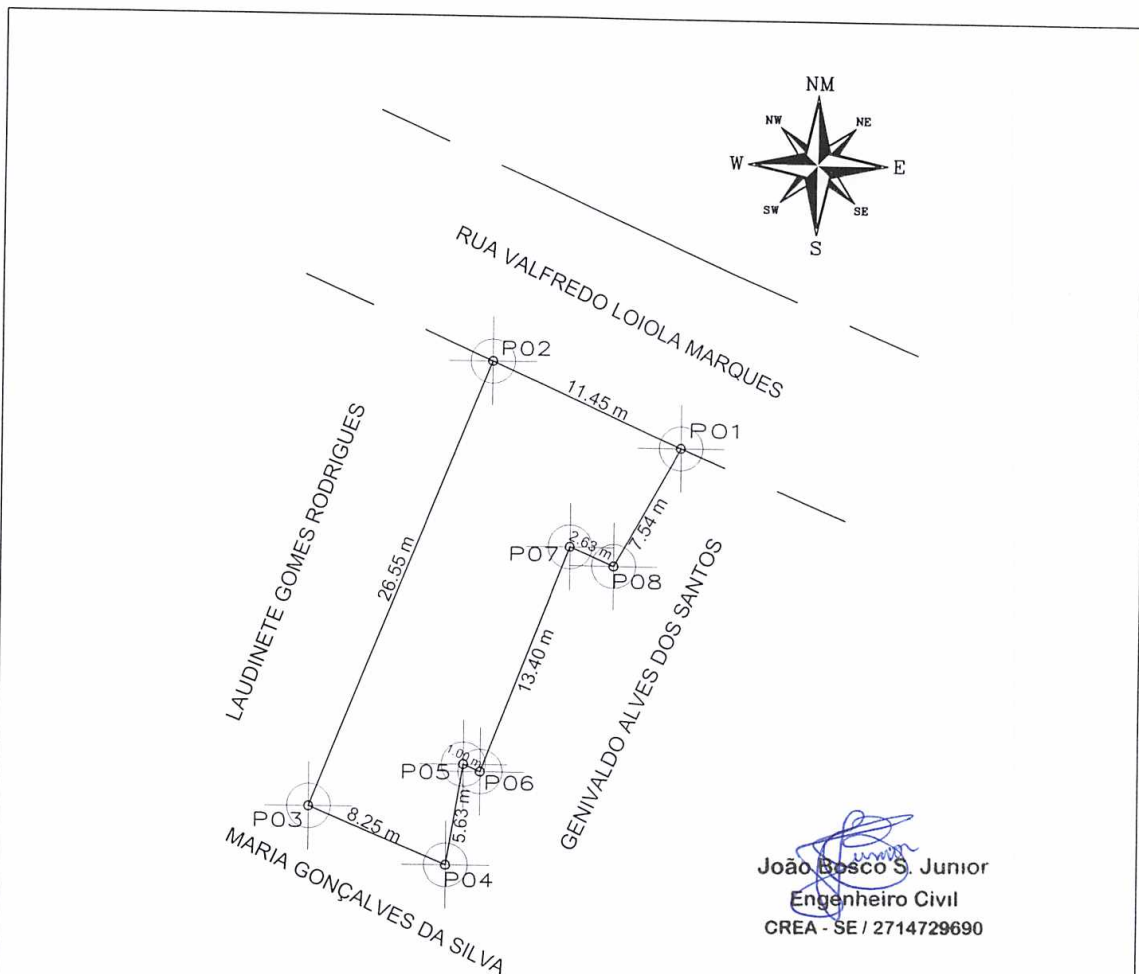 NM
NW
NE
W
E
SW
SE
S
RUA VALFREDO LOIOLA MARQUES
P02
11.45 m
P01
LAUDINETE GOMES RODRIGUES
26.55 m
7.54 m
P07
2.63 m
P08
13.40 m
GENIVALDO ALVES DOS SANTOS
P05
1.00 m
P06
5.63 m
P03
8.25 m
P04
MARIA GONÇALVES DA SILVA
João Bosco S. Junior
Engenheiro Civil
CREA - SE / 2714729690